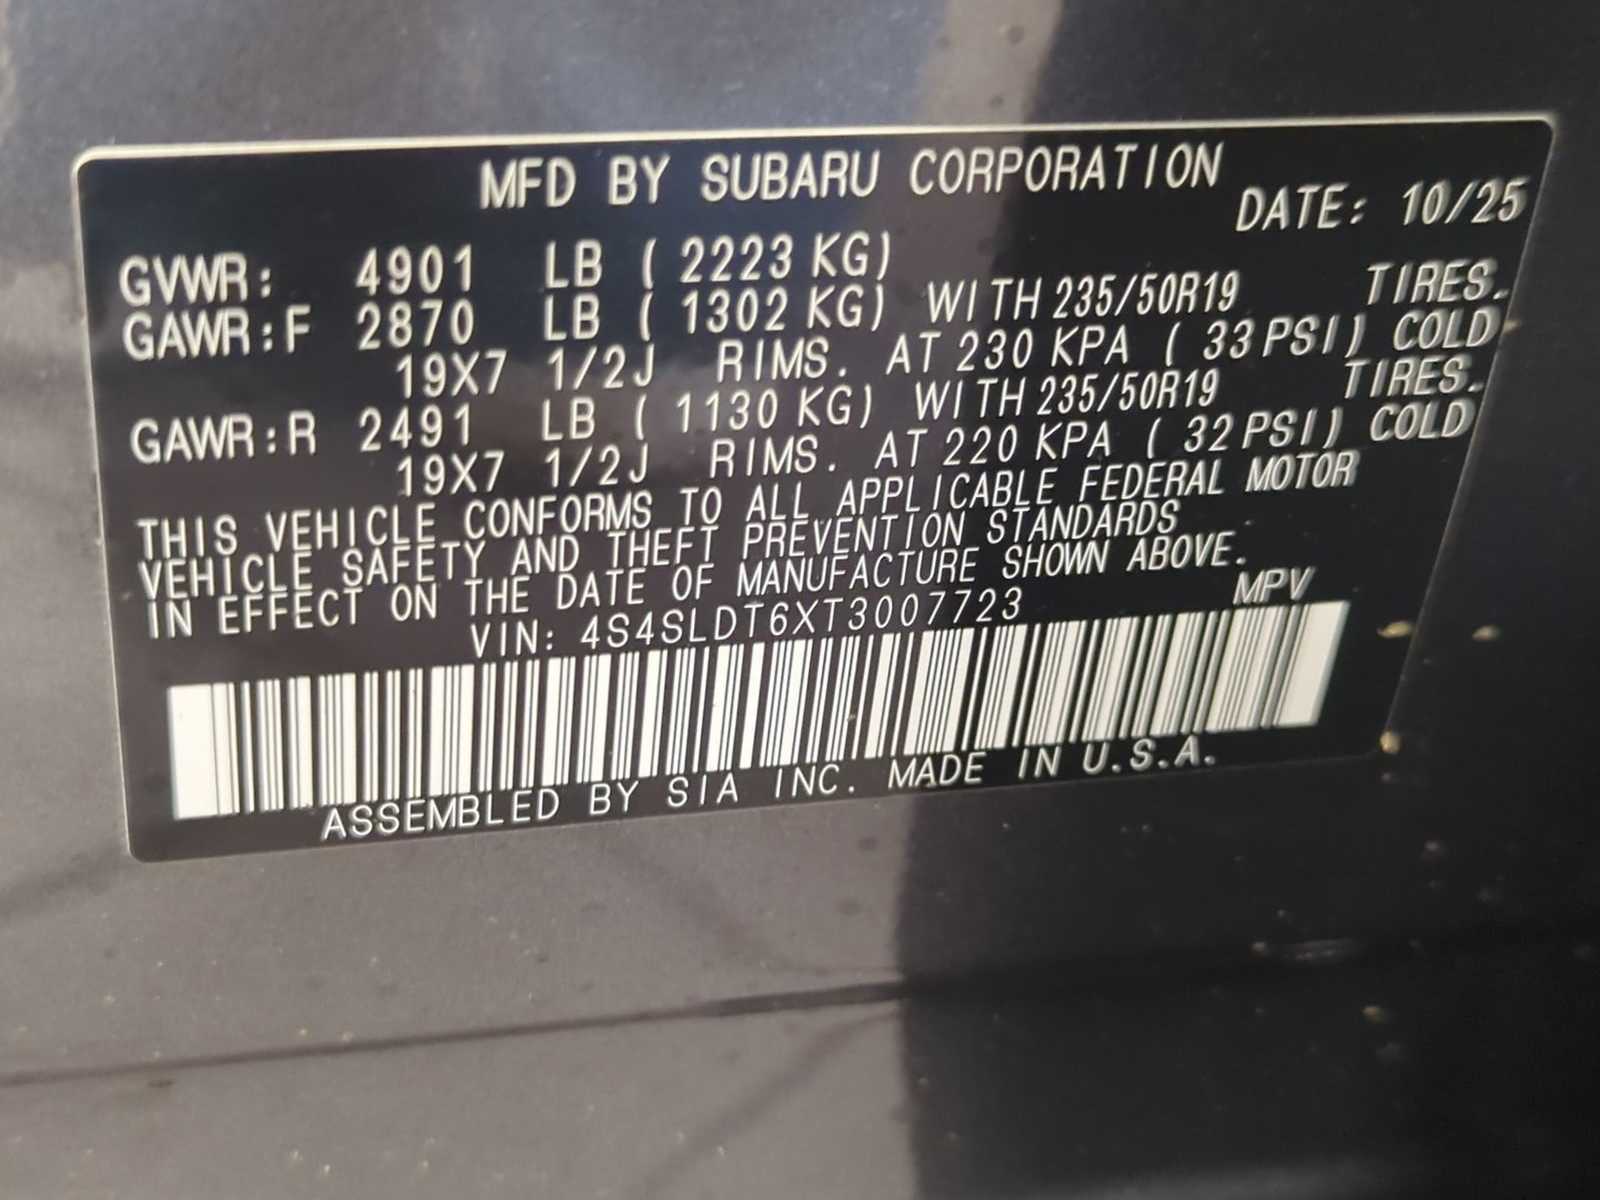 MFD BY SUBARU CORPORATION
DATE: 10/25
GVWR: 4901 LB ( 2223 KG)
GAWR:F 2870 LB ( 1302 KG) WITH 235/50R19 TIRES.
19X7 1/2J RIMS. AT 230 KPA ( 33 PSI) COLD
GAWR:R 2491 LB ( 1130 KG) WITH 235/50R19 TIRES.
19X7 1/2J RIMS. AT 220 KPA ( 32 PSI) COLD
THIS VEHICLE CONFORMS TO ALL APPLICABLE FEDERAL MOTOR
VEHICLE SAFETY AND THEFT PREVENTION STANDARDS
IN EFFECT ON THE DATE OF MANUFACTURE SHOWN ABOVE.
VIN: 4S4SLDT6XT3007723 MPV
ASSEMBLED BY SIA INC. MADE IN U.S.A.